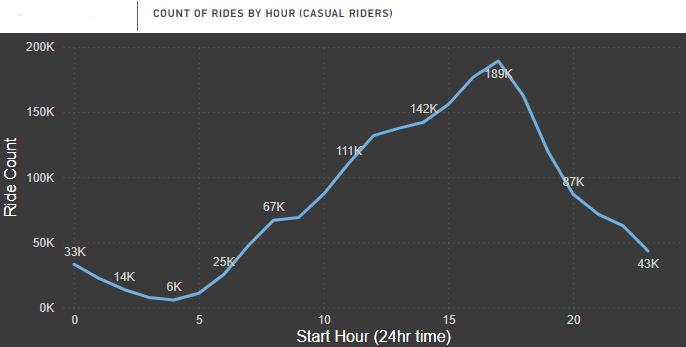 COUNT OF RIDES BY HOUR (CASUAL RIDERS)
200K
150K
100K
50K
0K
Ride Count
33K
14K
6K
25K
67K
111K
142K
189K
87K
43K
0 5 10 15 20
Start Hour (24hr time)